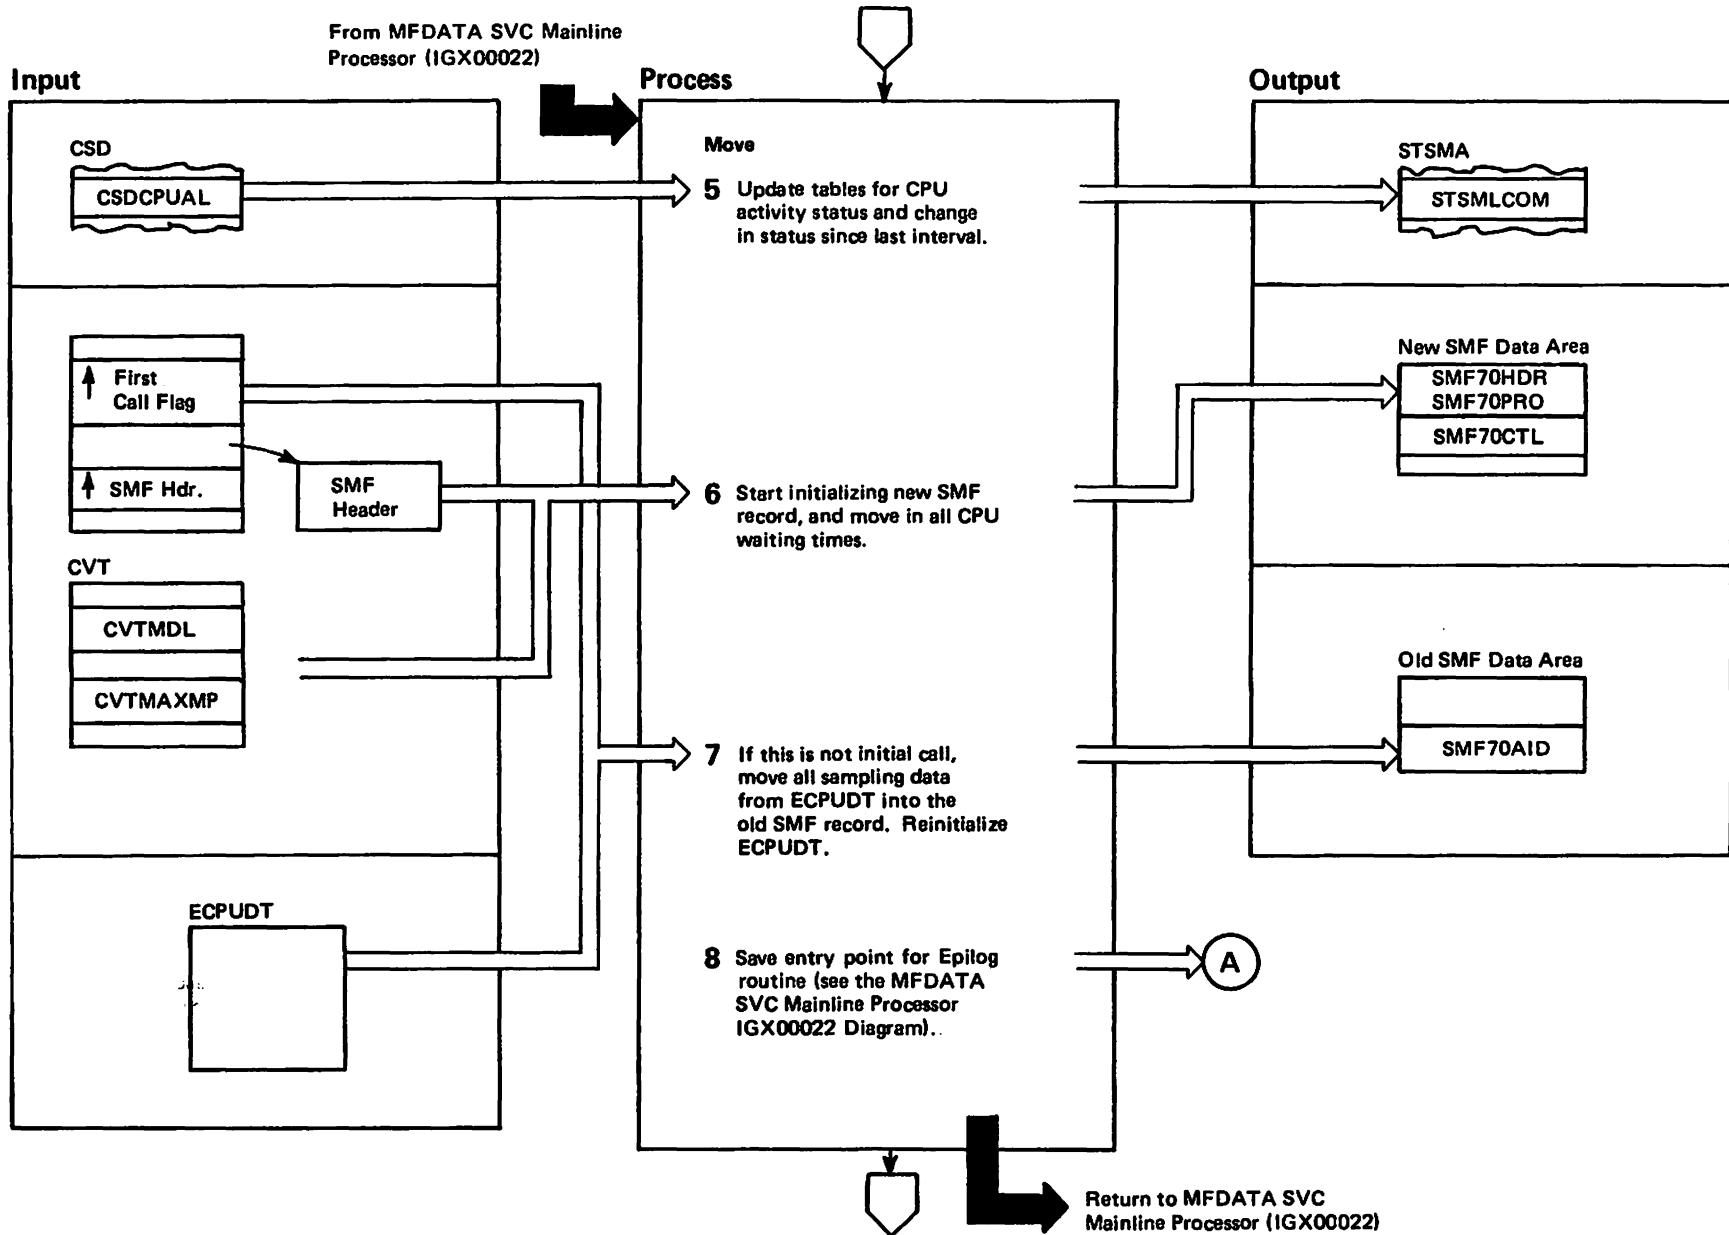 From MFDATA SVC Mainline
Processor (IGX00022)
Input
Process
Output
CSD
CSDCPUAL
Move
5 Update tables for CPU
activity status and change
in status since last interval.
STSMA
STSMLCOM
First
Call Flag
SMF Hdr.
SMF
Header
6 Start initializing new SMF
record, and move in all CPU
waiting times.
New SMF Data Area
SMF70HDR
SMF70PRO
SMF70CTL
CVT
CVTMDL
CVTMAXMP
7 If this is not initial call,
move all sampling data
from ECPUDT into the
old SMF record. Reinitialize
ECPUDT.
Old SMF Data Area
SMF70AID
ECPUDT
8 Save entry point for Epilog
routine (see the MFDATA
SVC Mainline Processor
IGX00022 Diagram).
A
Return to MFDATA SVC
Mainline Processor (IGX00022)